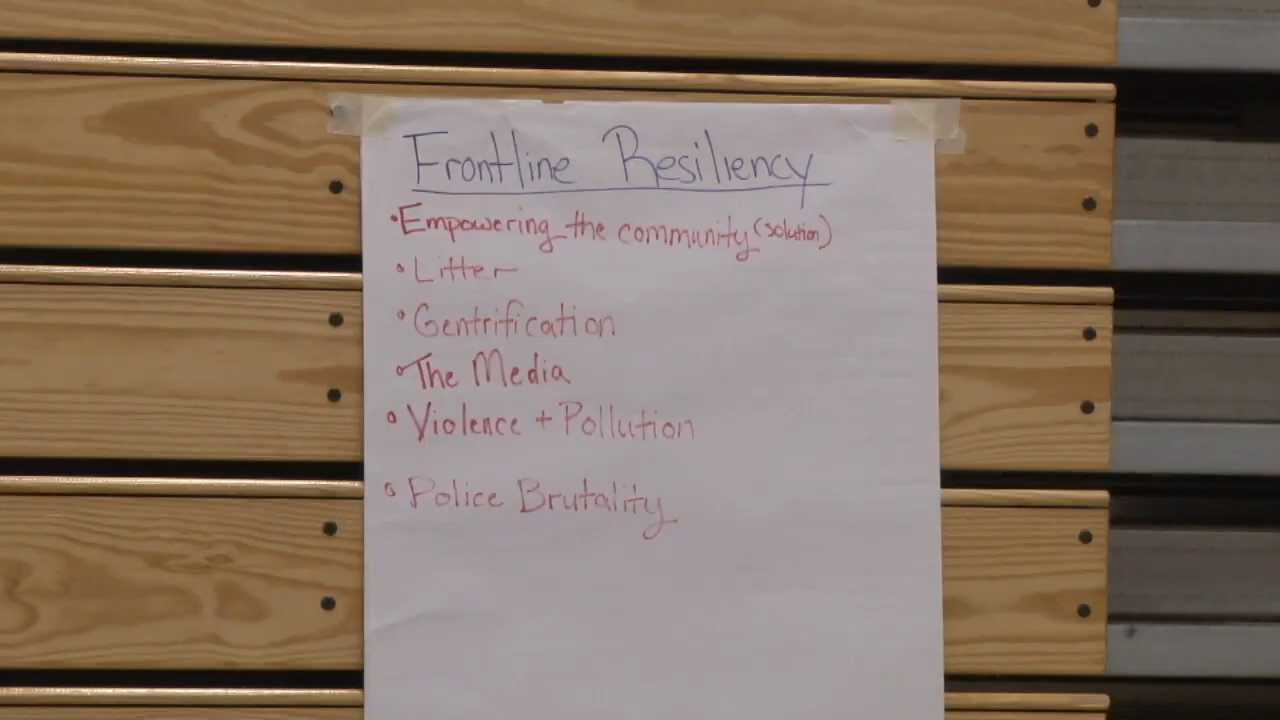 Frontline Resiliency
• Empowering the community (solution)
• Litter
• Gentrification
• The Media
• Violence + Pollution
• Police Brutality